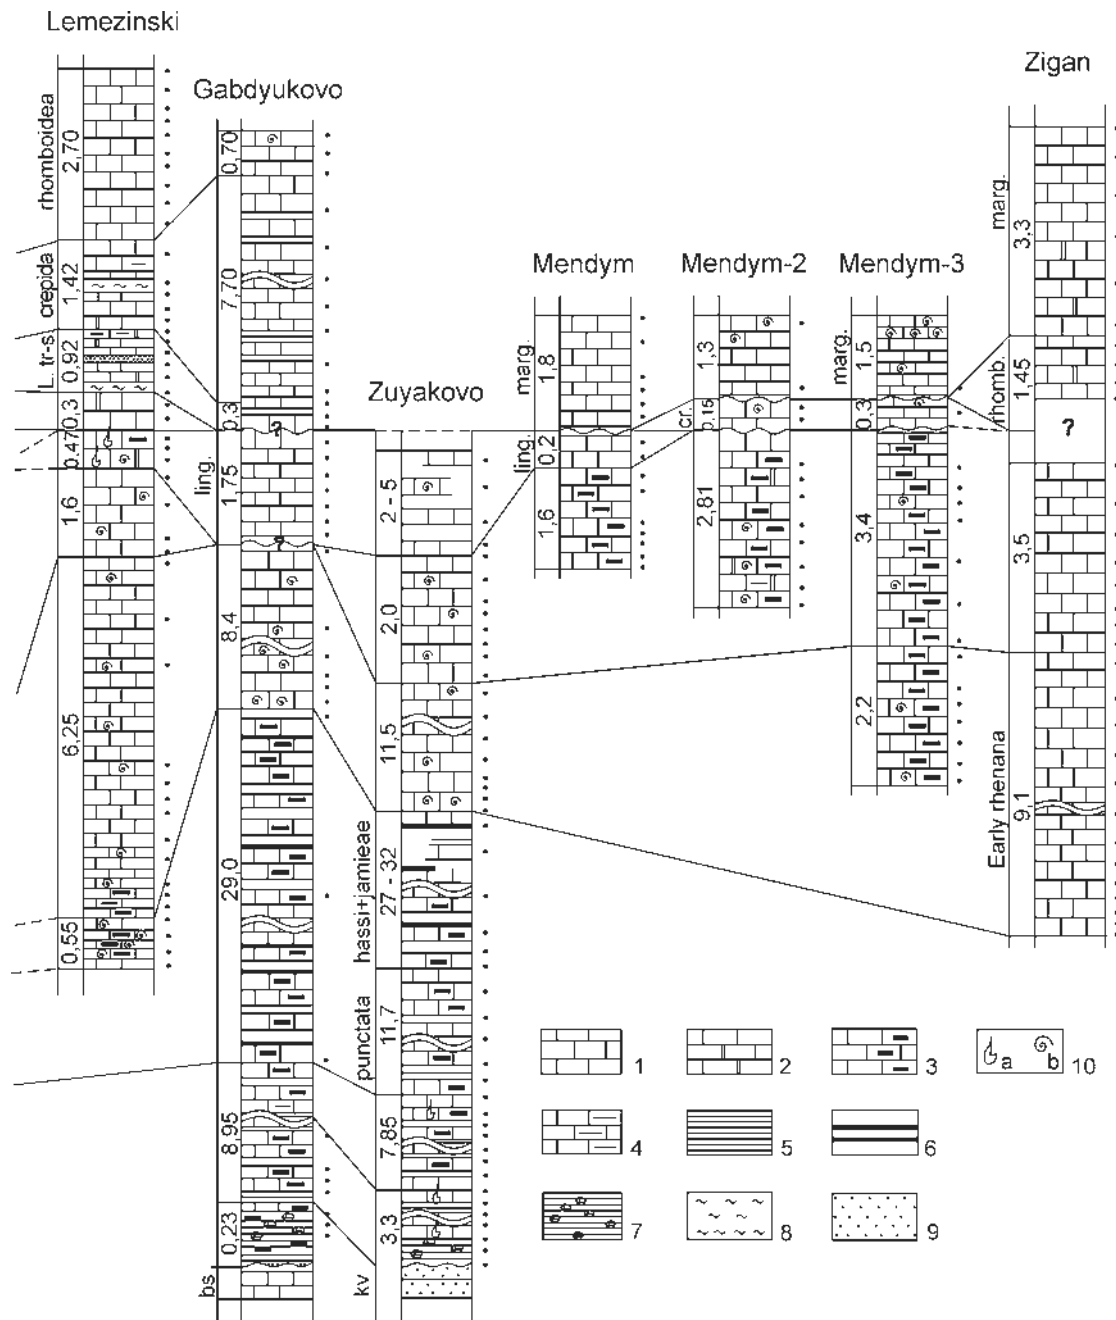 Lemezinski
rhomboidea
2,70
crepida
1,42
L. tr-s.
0,92
0,3
0,47
1,6
6,25
0,55
Gabdyukovo
0,70
7,70
0,3
?
ling.
1,75
?
8,4
29,0
8,95
0,23
bs
Zuyakovo
2 - 5
2,0
11,5
hassi+jamieae
27 - 32
punctata
11,7
7,85
3,3
kv
Mendym
marg.
1,8
ling.
0,2
1,6
Mendym-2
1,3
cr.
0,15
2,81
Mendym-3
marg.
1,5
0,3
3,4
2,2
Zigan
marg.
3,3
rhomb.
1,45
?
3,5
Early rhenana
9,1
1
2
3
a b 10
4
5
6
7
8
9